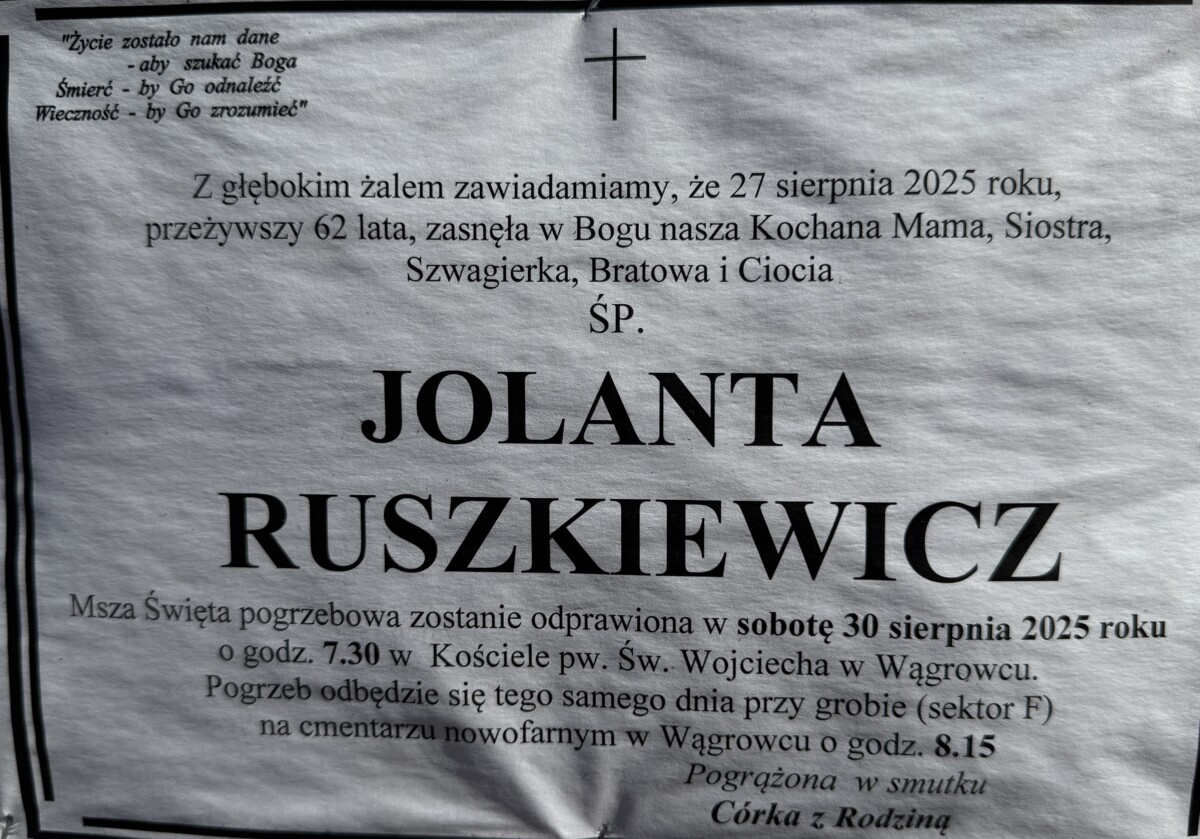 "Życie zostało nam dane
- aby szukać Boga
Śmierć - by Go odnaleźć
Wieczność - by Go zrozumieć"
Z głębokim żalem zawiadamiamy, że 27 sierpnia 2025 roku,
przeżywszy 62 lata, zasnęła w Bogu nasza Kochana Mama, Siostra,
Szwagierka, Bratowa i Ciocia
ŚP.
JOLANTA
RUSZKIEWICZ
Msza Święta pogrzebowa zostanie odprawiona w sobotę 30 sierpnia 2025 roku
o godz. 7.30 w Kościele pw. Św. Wojciecha w Wągrowcu.
Pogrzeb odbędzie się tego samego dnia przy grobie (sektor F)
na cmentarzu nowofarnym w Wągrowcu o godz. 8.15
Pogrążona w smutku
Córka z Rodziną